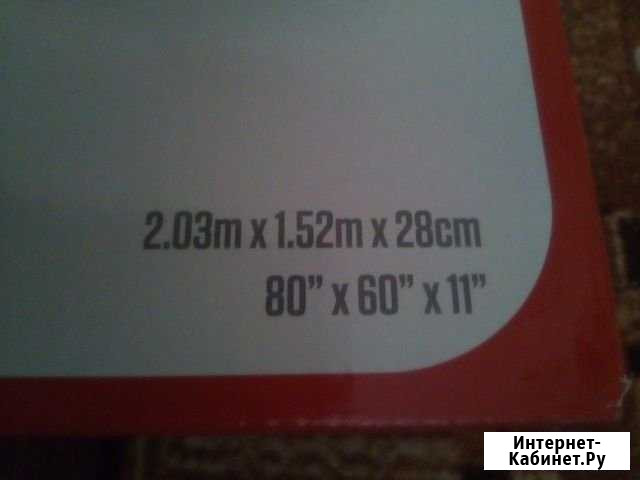 2.03m x 1.52m x 28cm
80” x 60” x 11”
Интернет-
Кабинет.Ру